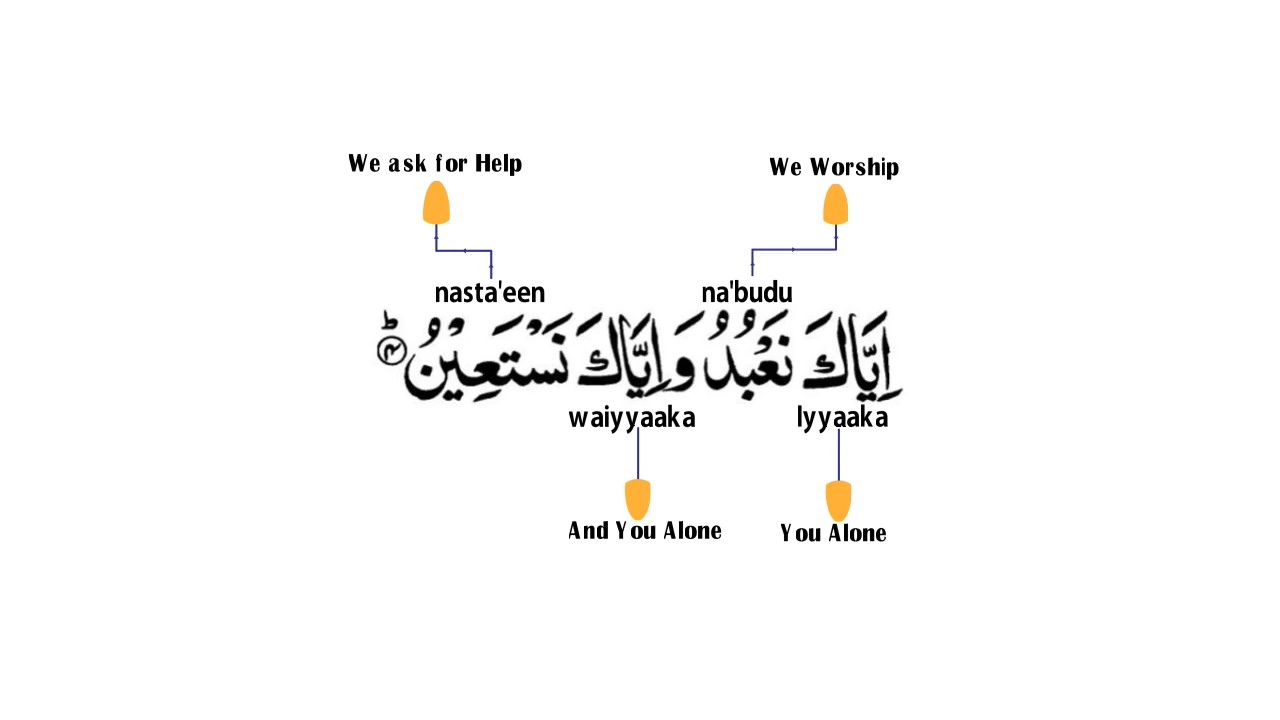 We ask for Help We Worship
nasta'een na'budu
اِيَّاكَ نَعْبُدُ وَاِيَّاكَ نَسْتَعِيْنُ ؕ ۴
waiyyaaka Iyyaaka
And You Alone You Alone